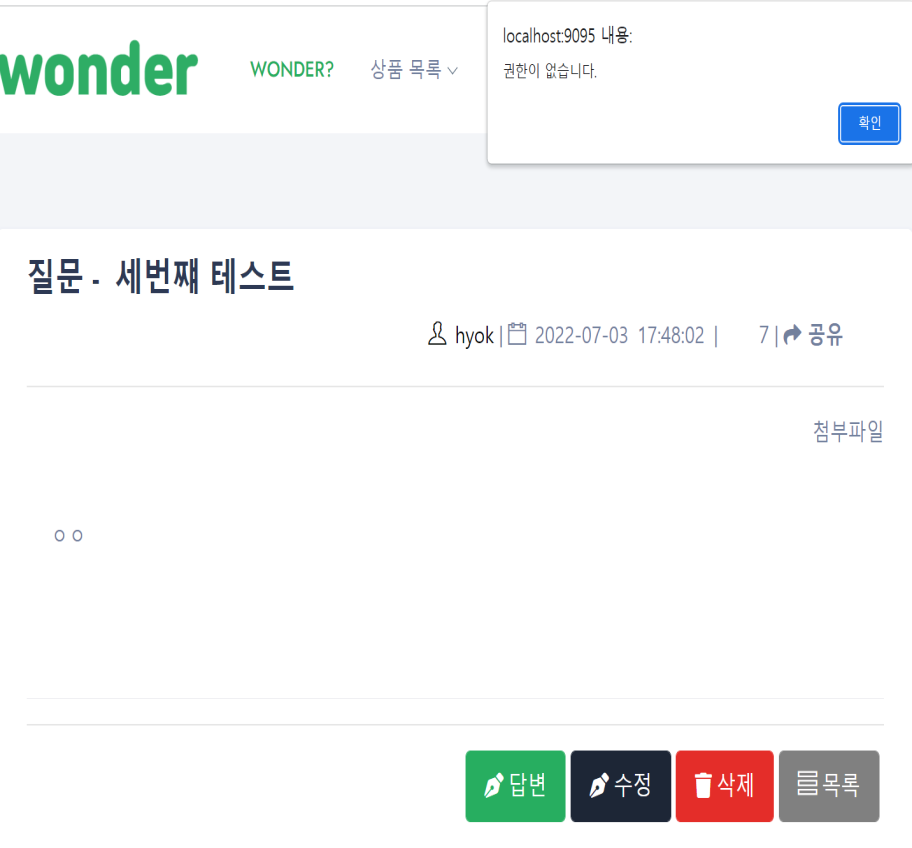 localhost:9095 내용:
권한이 없습니다.
확인
wonder
WONDER? 상품 목록
질문 - 세번쨰 테스트
hyok | 2022-07-03 17:48:02 | 7 | 공유
첨부파일
ㅇㅇ
답변 수정 삭제 목록